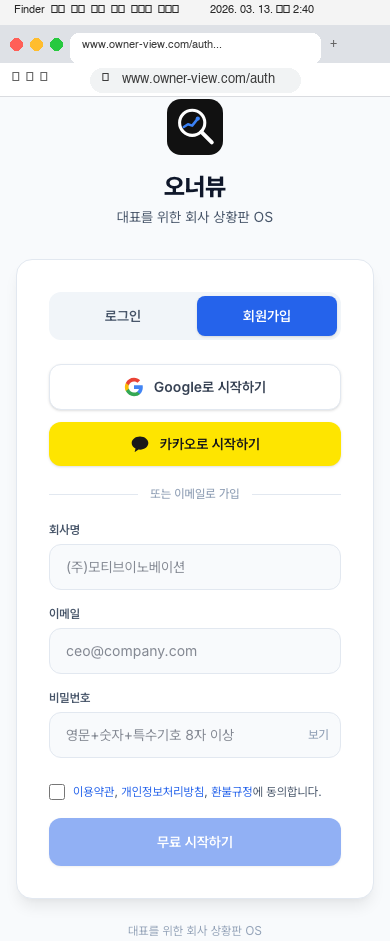 Finder 2026. 03. 13. 2:40
www.owner-view.com/auth...
+
www.owner-view.com/auth
오너뷰
대표를 위한 회사 상황판 OS
로그인 회원가입
Google로 시작하기
카카오로 시작하기
또는 이메일로 가입
회사명
(주)모티브이노베이션
이메일
ceo@company.com
비밀번호
영문+숫자+특수기호 8자 이상 보기
이용약관, 개인정보처리방침, 환불규정에 동의합니다.
무료 시작하기
대표를 위한 회사 상황판 OS